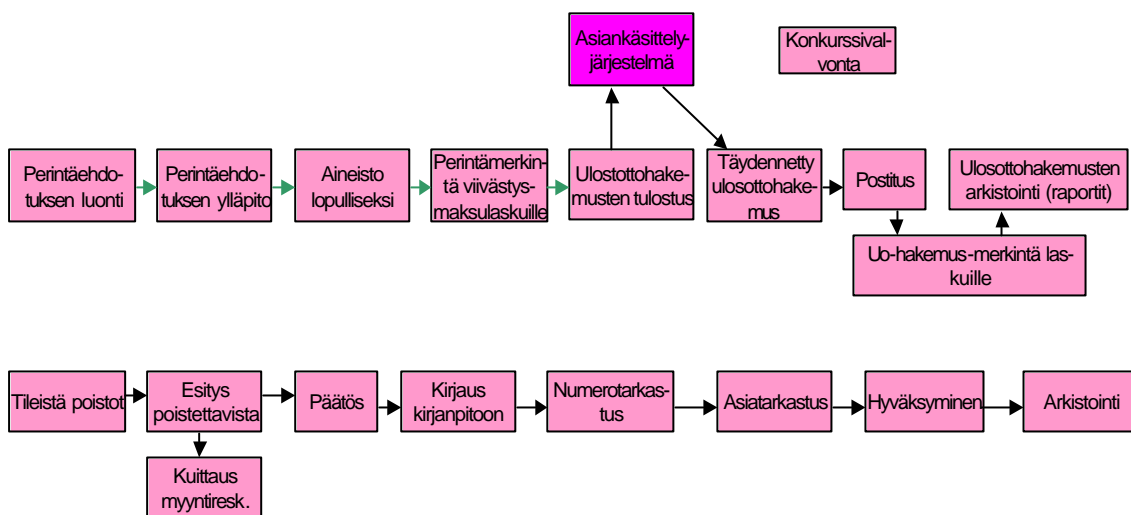 Asiankäsittely-
järjestelmä
Konkurssival-
vonta
Perintäehdo-
tuksen luonti
Perintäehdo-
tuksen ylläpito
Aineisto
lopulliseksi
Perintämerkin-
tä viivästys-
maksulaskuille
Ulostottohake-
musten tulostus
Täydennetty
ulosottohake-
mus
Postitus
Ulosottohakemusten
arkistointi (raportit)
Uo-hakemus-merkintä las-
kuille
Tileistä poistot
Esitys
poistettavista
Päätös
Kirjaus
kirjanpitoon
Numerotarkas-
tus
Asiatarkastus
Hyväksyminen
Arkistointi
Kuittaus
myyntiresk.